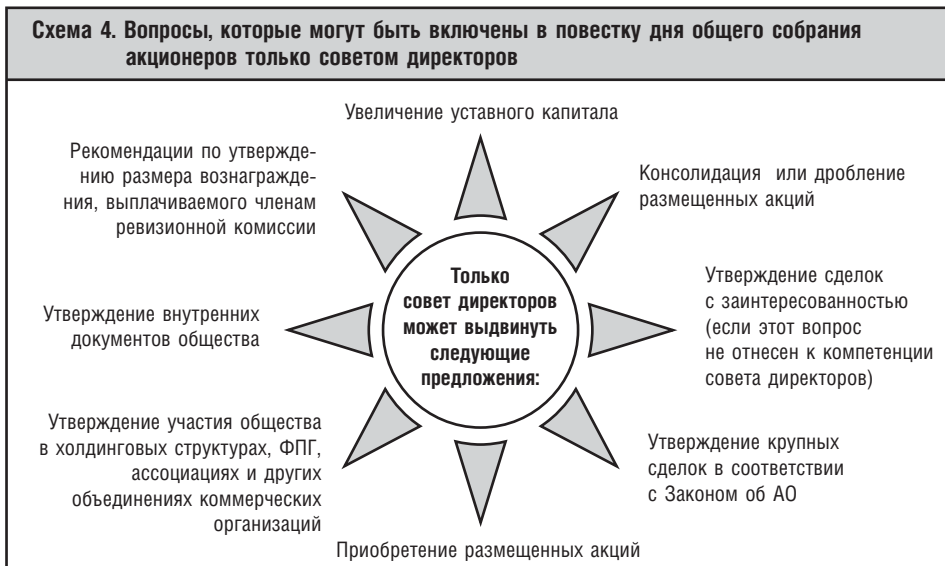 Схема 4. Вопросы, которые могут быть включены в повестку дня общего собрания
акционеров только советом директоров
Увеличение уставного капитала
Рекомендации по утвержде-
нию размера вознагражде-
ния, выплачиваемого членам
ревизионной комиссии
Консолидация или дробление
размещенных акций
Только
совет директоров
может выдвинуть
следующие
предложения:
Утверждение внутренних
документов общества
Утверждение сделок
с заинтересованностью
(если этот вопрос
не отнесен к компетенции
совета директоров)
Утверждение участия общества
в холдинговых структурах, ФПГ,
ассоциациях и других
объединениях коммерческих
организаций
Утверждение крупных
сделок в соответствии
с Законом об АО
Приобретение размещенных акций